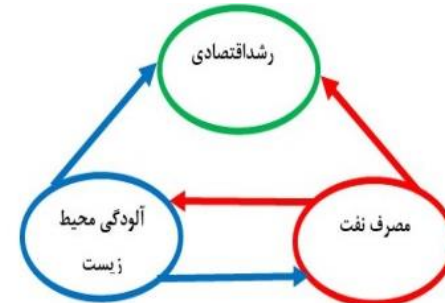 رشداقتصادی
آلودگی محیط
زیست
مصرف نفت